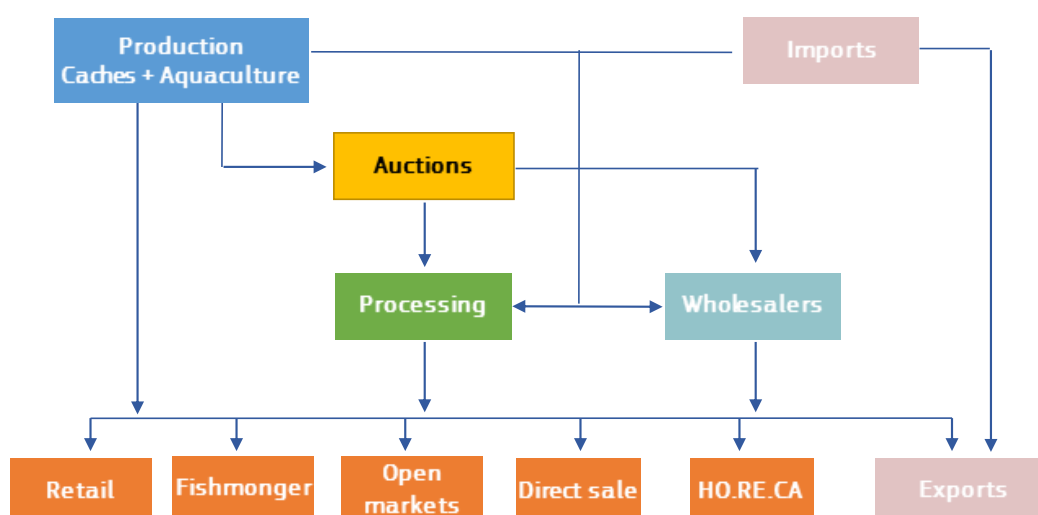 Production
Caches + Aquaculture
Imports
Auctions
Processing
Wholesalers
Retail
Fishmonger
Open
markets
Direct sale
HO.RE.CA
Exports